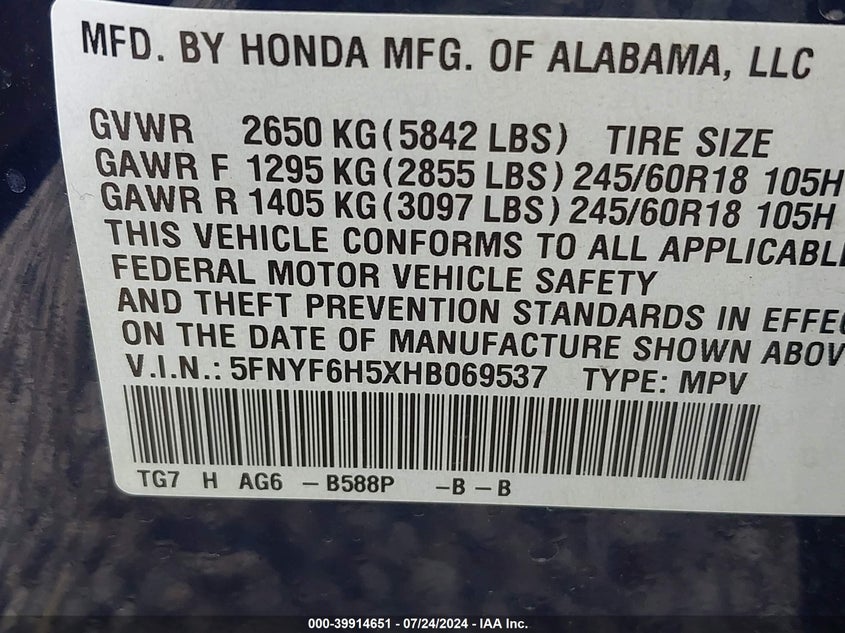 MFD. BY HONDA MFG. OF ALABAMA, LLC
GVWR 2650 KG (5842 LBS) TIRE SIZE
GAWR F 1295 KG (2855 LBS) 245/60R18 105H
GAWR R 1405 KG (3097 LBS) 245/60R18 105H
THIS VEHICLE CONFORMS TO ALL APPLICABLE
FEDERAL MOTOR VEHICLE SAFETY
AND THEFT PREVENTION STANDARDS IN EFFEC
ON THE DATE OF MANUFACTURE SHOWN ABOV
V.I.N.: 5FNYF6H5XHB069537 TYPE: MPV
TG7 H AG6 - B588P -B - B
000-39914651 / 07/24/2024 - IAA Inc.